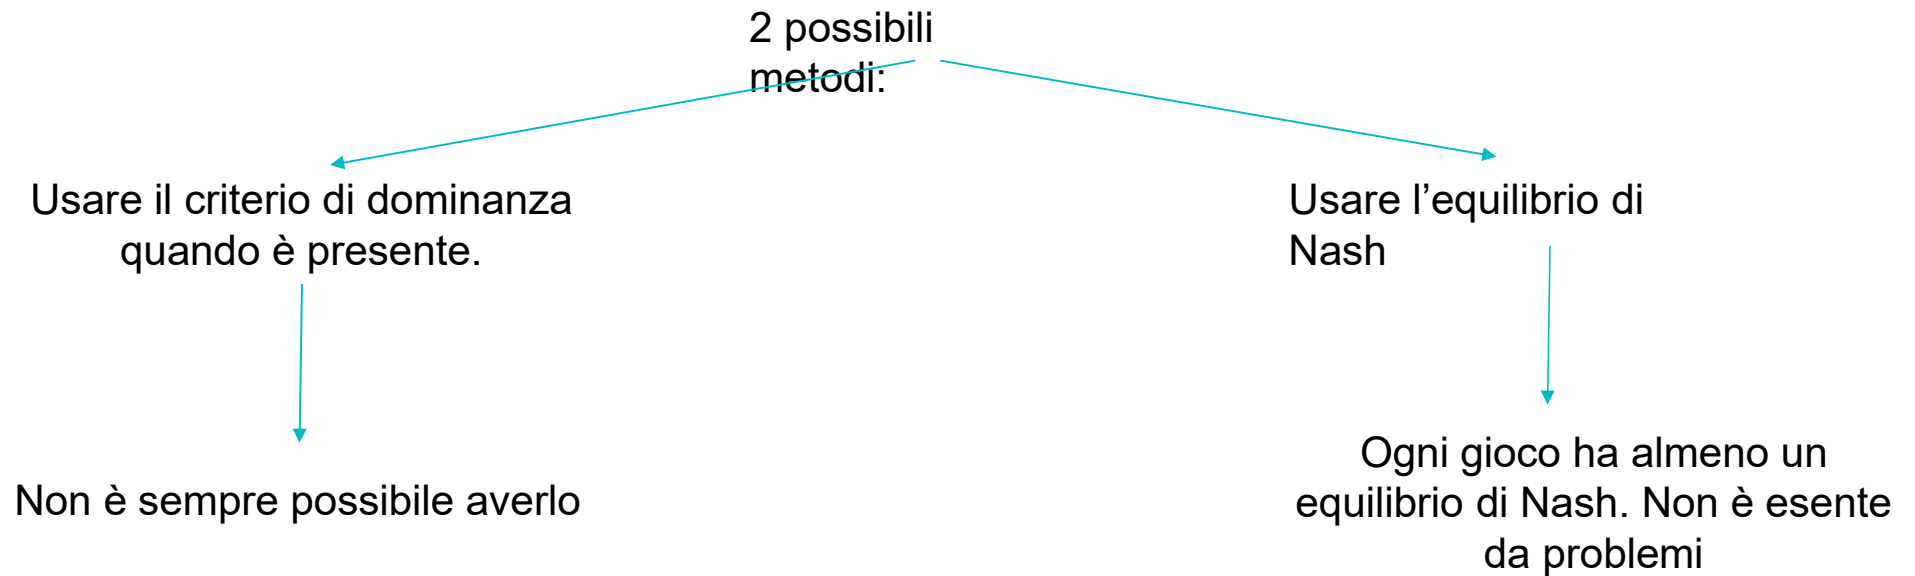 2 possibili
metodi:
Usare il criterio di dominanza
quando è presente.
Usare l’equilibrio di
Nash
Non è sempre possibile averlo
Ogni gioco ha almeno un
equilibrio di Nash. Non è esente
da problemi